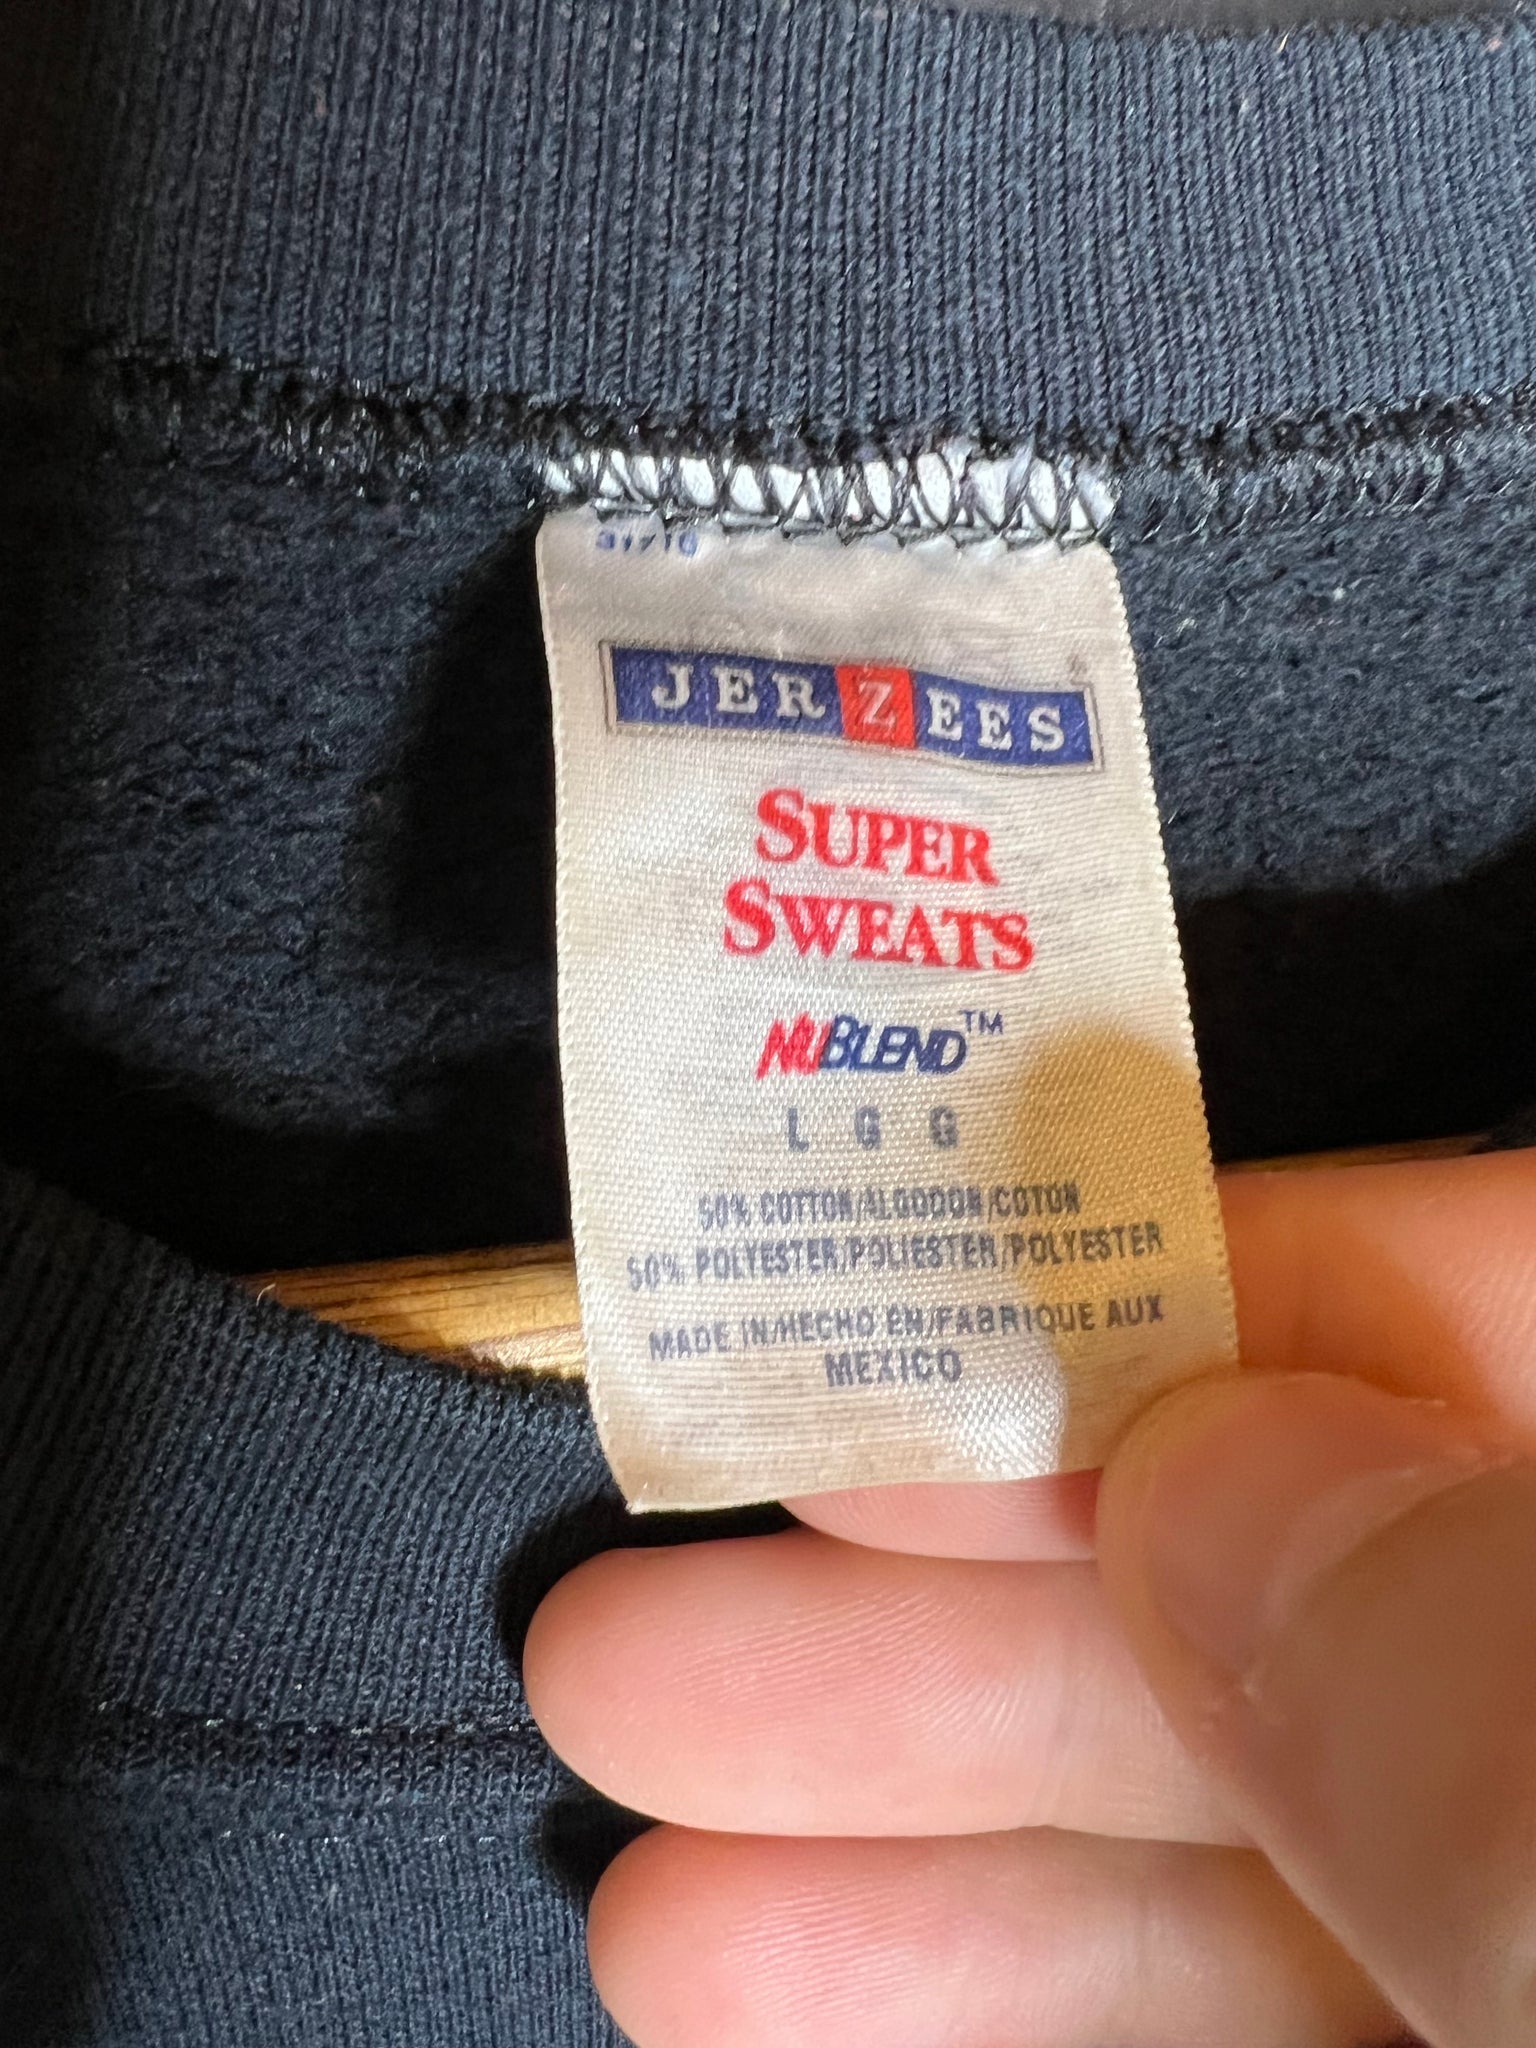 JERZEES
SUPER
SWEATS
NUBLEND™
L G G
50% COTTON/ALGODON/COTON
50% POLYESTER/POLIESTER/POLYESTER
MADE IN/HECHO EN/FABRIQUE AUX
MEXICO